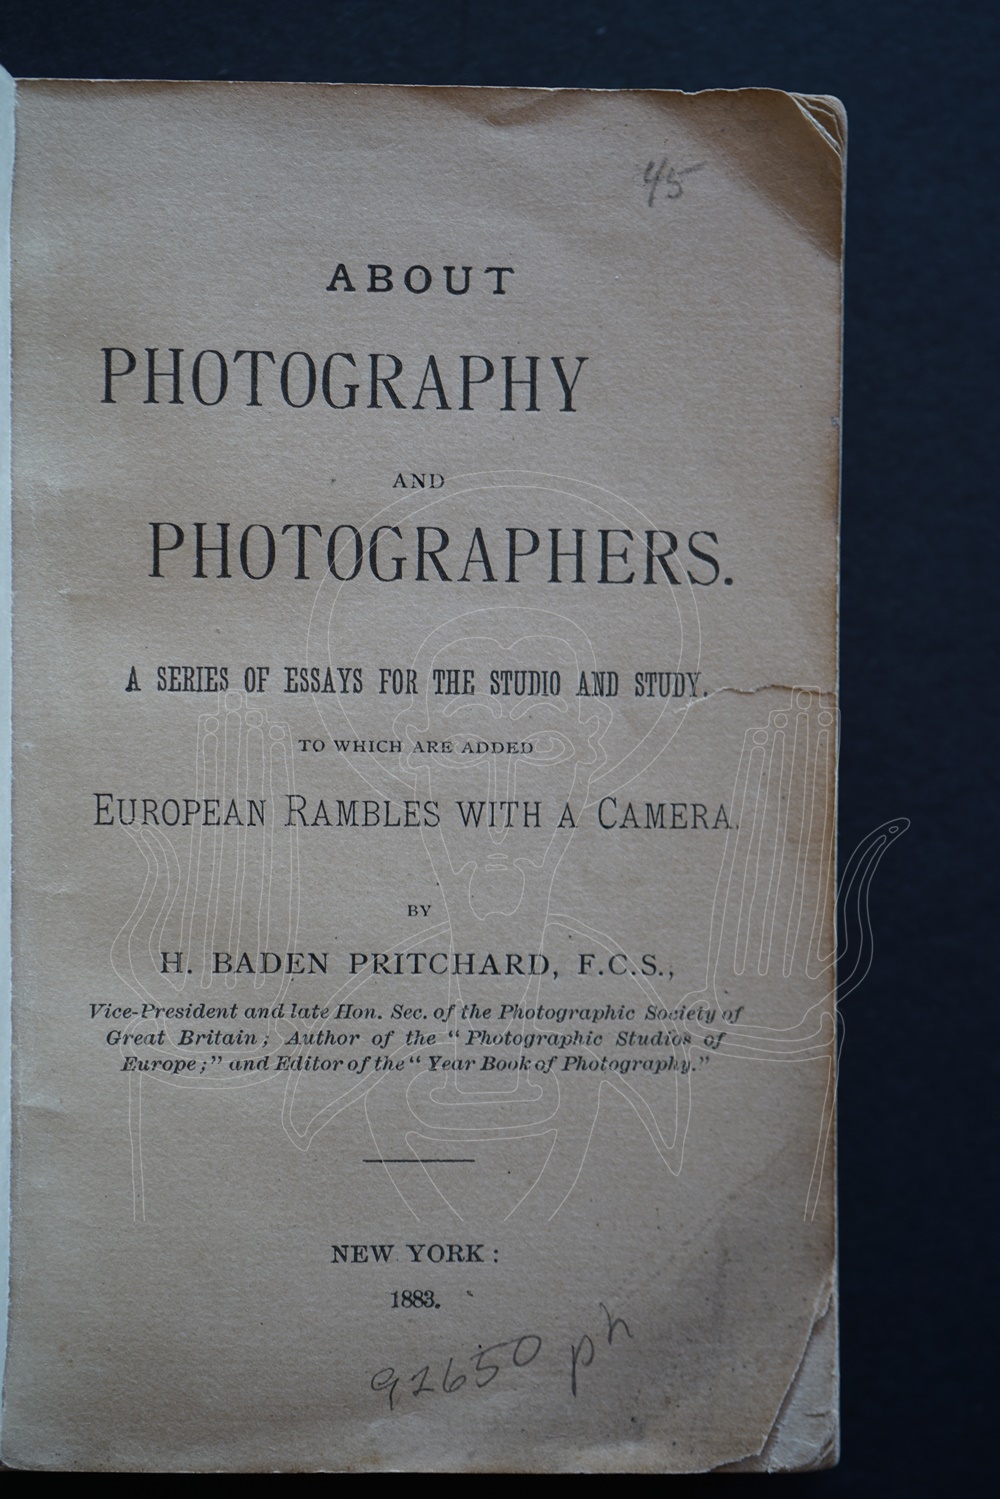 45
ABOUT
PHOTOGRAPHY
AND
PHOTOGRAPHERS.
A SERIES OF ESSAYS FOR THE STUDIO AND STUDY.
TO WHICH ARE ADDED
EUROPEAN RAMBLES WITH A CAMERA.
BY
H. BADEN PRITCHARD, F.C.S.,
Vice-President and late Hon. Sec. of the Photographic Society of
Great Britain; Author of the "Photographic Studios of
Europe;" and Editor of the "Year Book of Photography."
NEW YORK:
1883.
92650 ph